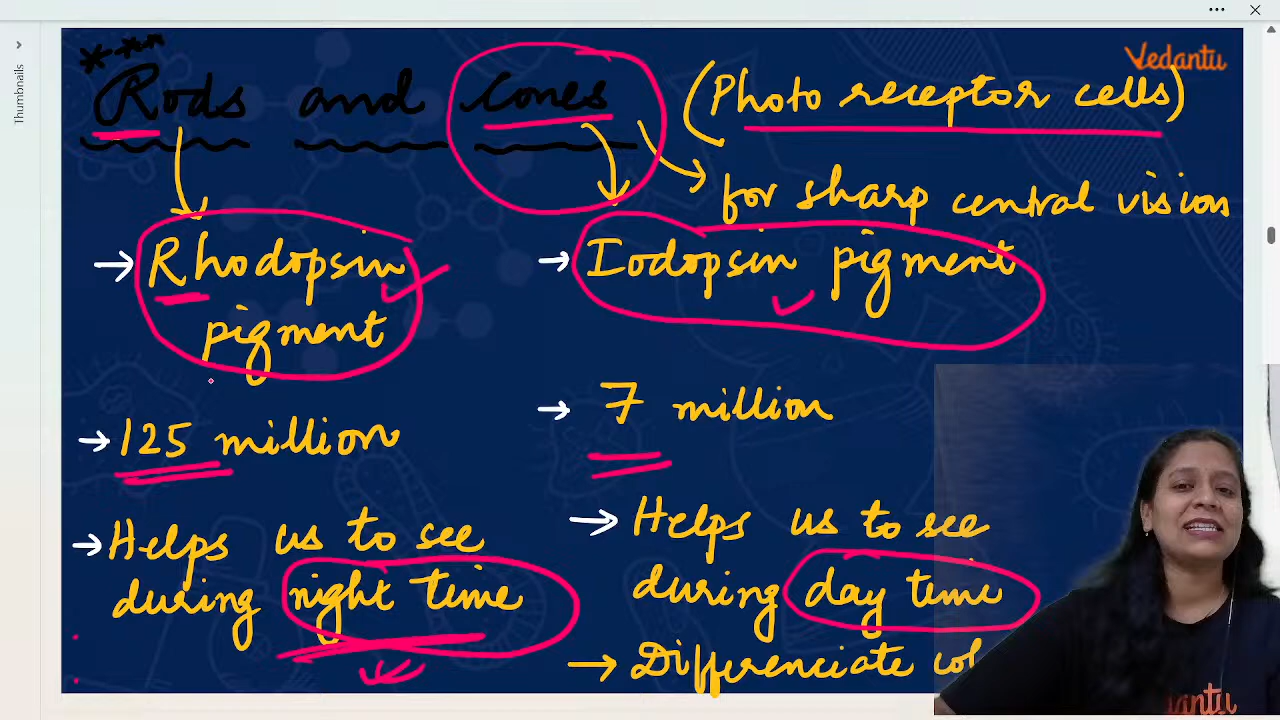 Thumbnails
Vedantu
*** Rods and Cones (Photo receptor cells)
for sharp central vision
→ Rhodopsin pigment
→ Iodopsin pigment
→ 125 million
→ 7 million
→ Helps us to see
during night time
→ Helps us to see
during day time
→ Differenciate